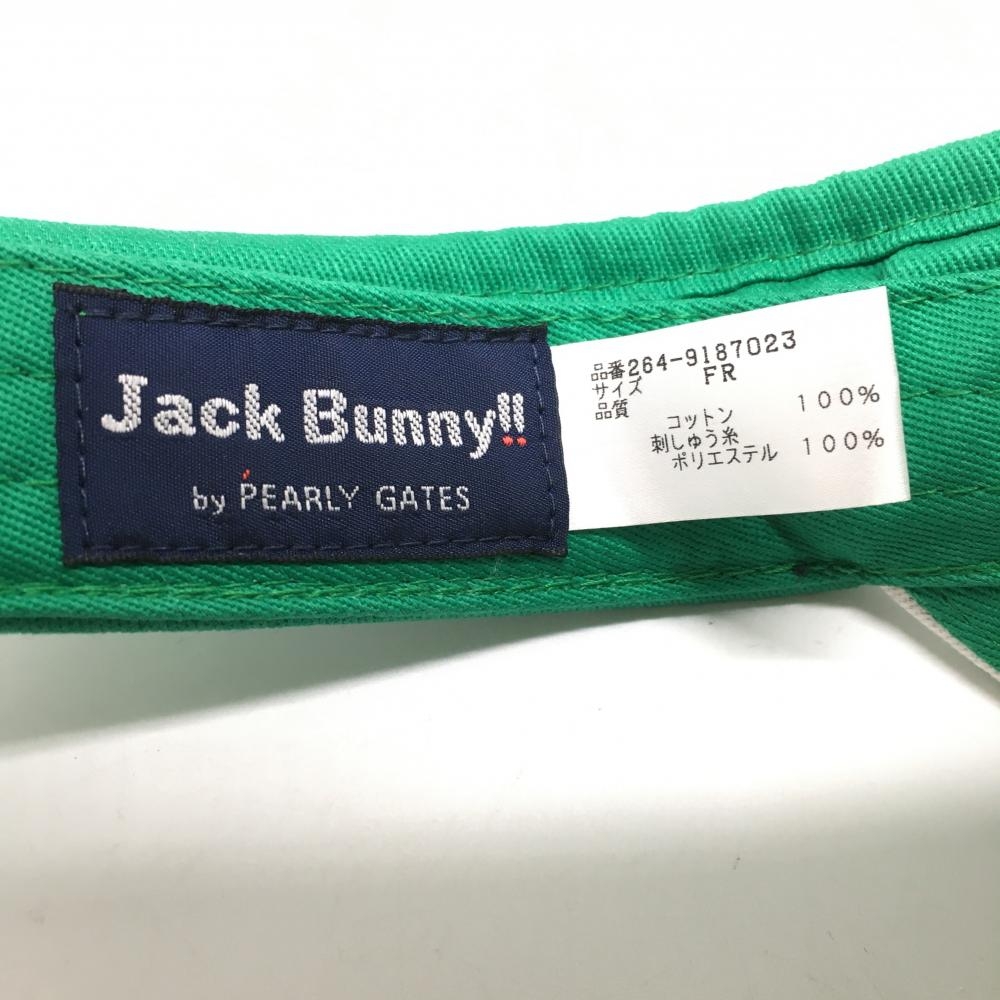 Jack Bunny!!
by PEARLY GATES
品番264-9187023
サイズ FR
品質
コットン 100%
刺しゅう糸
ポリエステル 100%